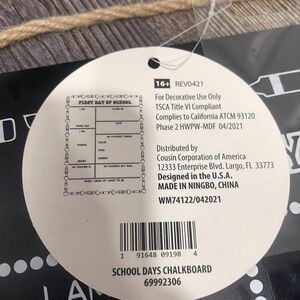 16+ REV0421
For Decorative Use Only
TSCA Title VI Compliant
Complies to California ATCM 93120
Phase 2 HWPW-MDF 04/2021
FIRST DAY OF SCHOOL
Distributed by
Cousin Corporation of America
12333 Enterprise Blvd. Largo, FL 33773
Designed in the U.S.A.
MADE IN NINGBO, CHINA
WM74122/042021
1 91648 09198 4
SCHOOL DAYS CHALKBOARD
69992306